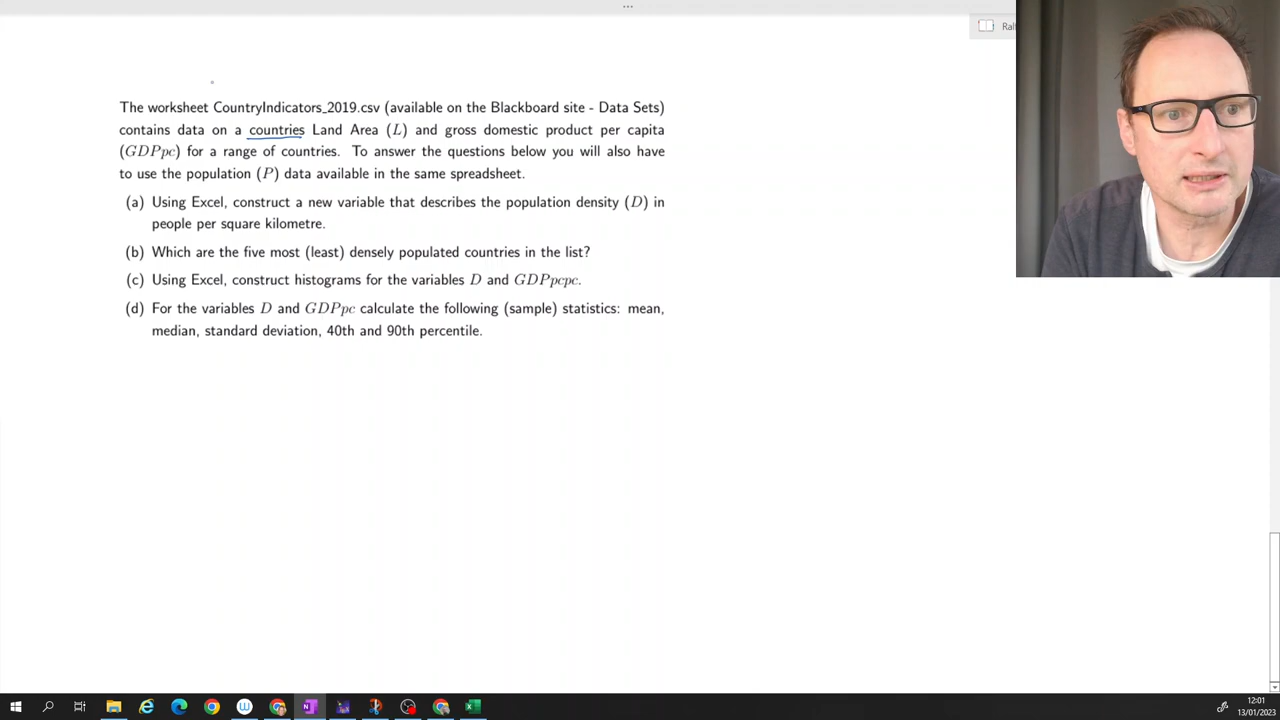 Ral
The worksheet CountryIndicators_2019.csv (available on the Blackboard site - Data Sets)
contains data on a countries Land Area (L) and gross domestic product per capita
(GDPpc) for a range of countries. To answer the questions below you will also have
to use the population (P) data available in the same spreadsheet.
(a) Using Excel, construct a new variable that describes the population density (D) in
people per square kilometre.
(b) Which are the five most (least) densely populated countries in the list?
(c) Using Excel, construct histograms for the variables D and GDPpcpc.
(d) For the variables D and GDPpc calculate the following (sample) statistics: mean,
median, standard deviation, 40th and 90th percentile.
12:01
13/01/2023